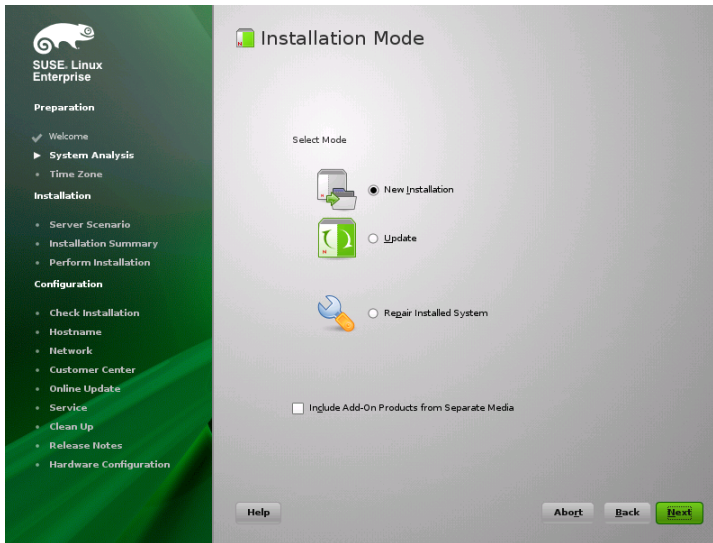 SUSE. Linux
Enterprise
Preparation
Welcome
System Analysis
Time Zone
Installation
Server Scenario
Installation Summary
Perform Installation
Configuration
Check Installation
Hostname
Network
Customer Center
Online Update
Service
Clean Up
Release Notes
Hardware Configuration
Installation Mode
Select Mode
New Installation
Update
Repair Installed System
Include Add-On Products from Separate Media
Help
Abort
Back
Next